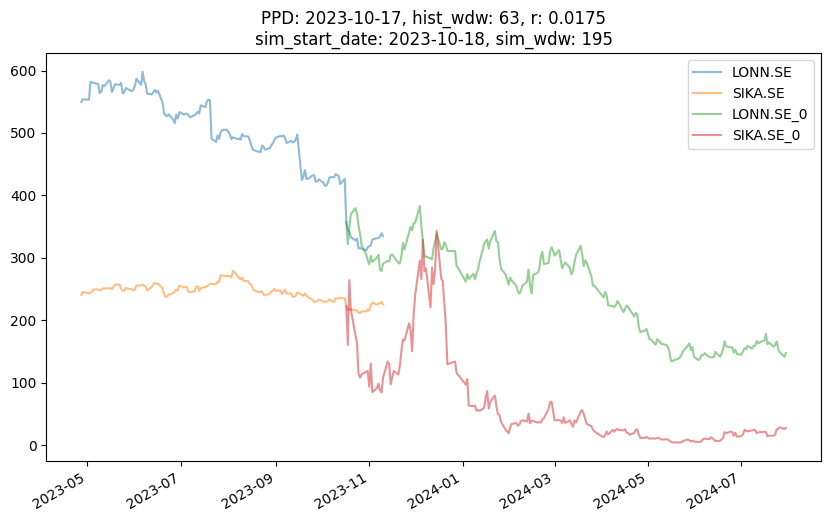 PPD: 2023-10-17, hist_wdw: 63, r: 0.0175
sim_start_date: 2023-10-18, sim_wdw: 195
LONN.SE
SIKA.SE
LONN.SE_0
SIKA.SE_0
600
500
400
300
200
100
0
2023-05
2023-07
2023-09
2023-11
2024-01
2024-03
2024-05
2024-07